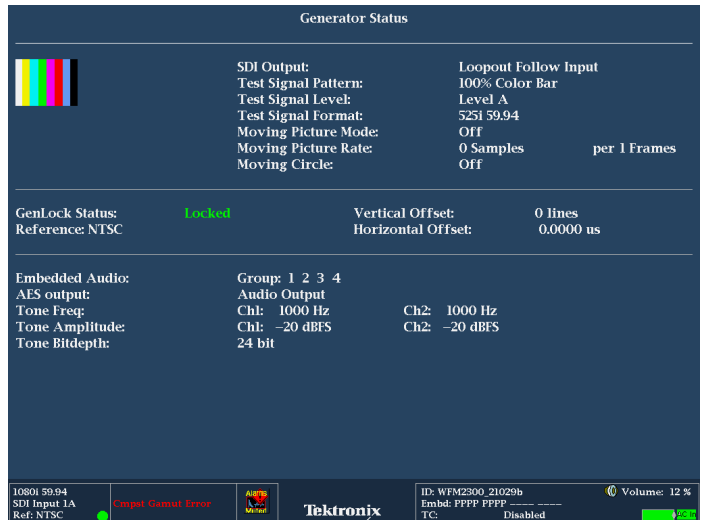 Generator Status
SDI Output: Loopout Follow Input
Test Signal Pattern: 100% Color Bar
Test Signal Level: Level A
Test Signal Format: 525i 59.94
Moving Picture Mode: Off
Moving Picture Rate: 0 Samples per 1 Frames
Moving Circle: Off
GenLock Status: Locked Vertical Offset: 0 lines
Reference: NTSC Horizontal Offset: 0.0000 us
Embedded Audio: Group: 1 2 3 4
AES output: Audio Output
Tone Freq: Ch1: 1000 Hz Ch2: 1000 Hz
Tone Amplitude: Ch1: −20 dBFS Ch2: −20 dBFS
Tone Bitdepth: 24 bit
1080i 59.94
SDI Input 1A
Ref: NTSC
Cmpst Gamut Error
Alarms
Muted
Tektronix
ID: WFM2300_21029b
Embd: PPPP PPPP ---- ----
TC: Disabled
Volume: 12 %
AC In